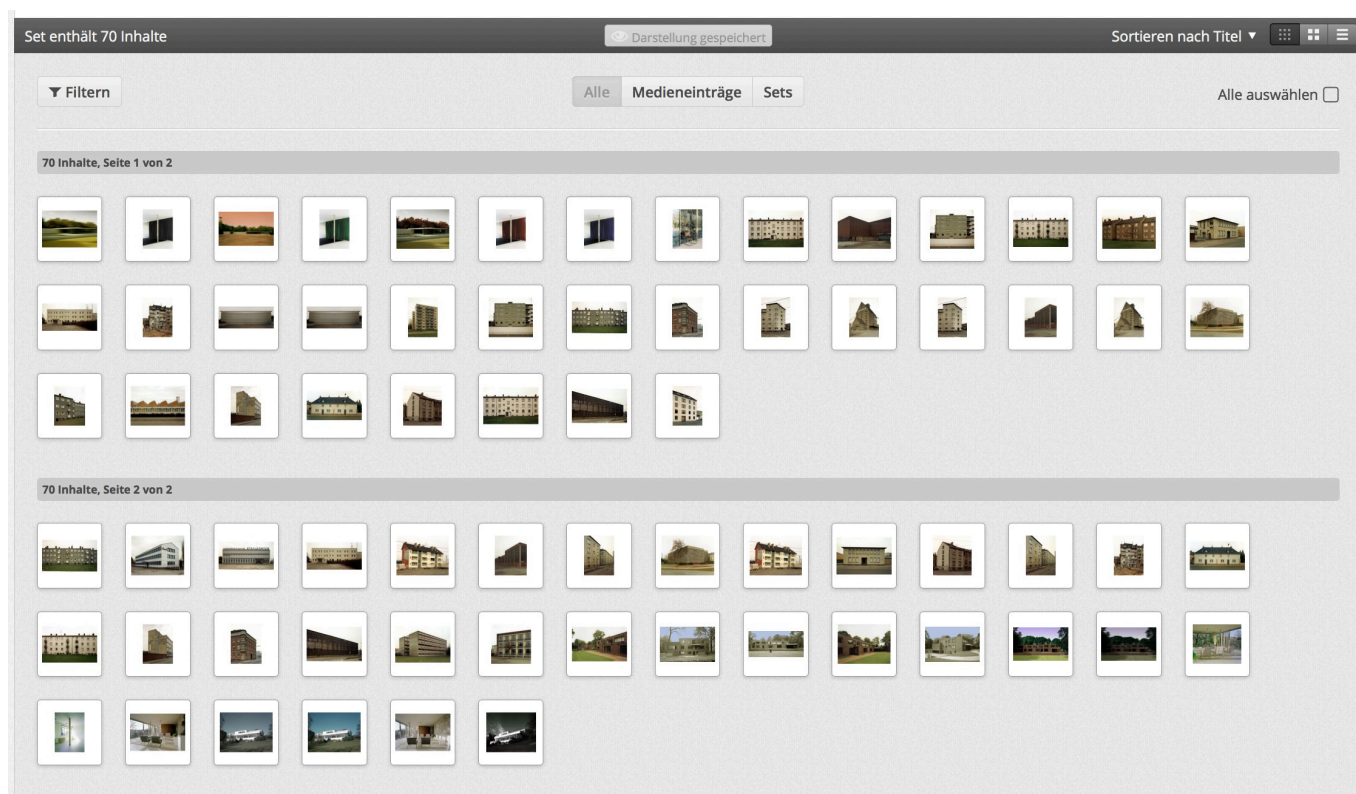 Set enthält 70 Inhalte
Darstellung gespeichert
Sortieren nach Titel ▼
Filtern
Alle
Medieneinträge
Sets
Alle auswählen
70 Inhalte, Seite 1 von 2
70 Inhalte, Seite 2 von 2